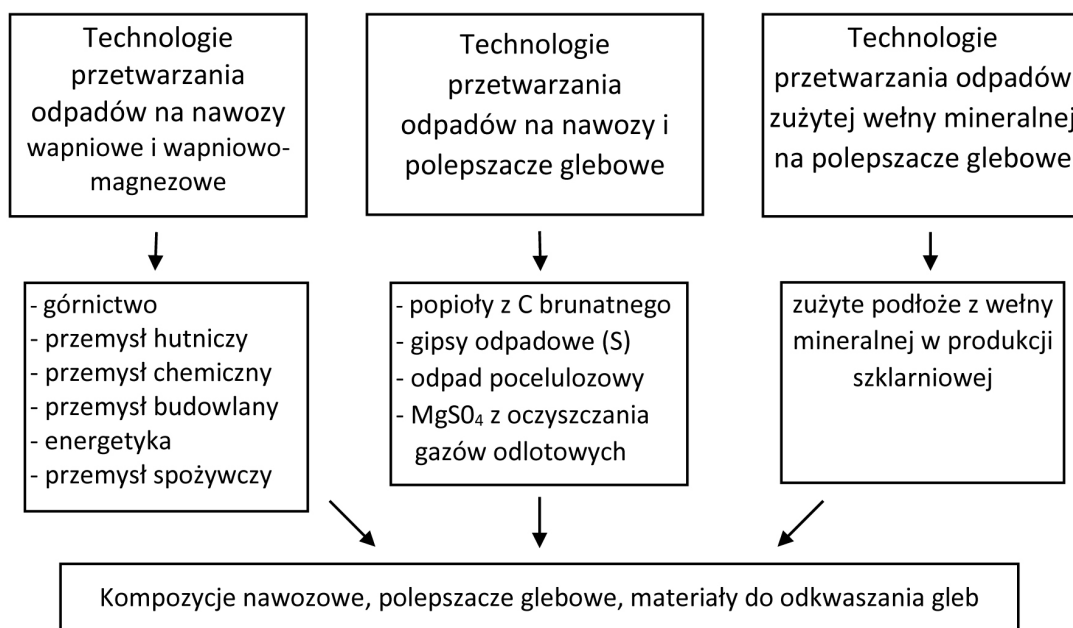 Technologie
przetwarzania
odpadów na nawozy
wapniowe i wapniowo-
magnezowe
Technologie
przetwarzania
odpadów na nawozy i
polepszacze glebowe
Technologie
przetwarzania odpadów
zużytej wełny mineralnej
na polepszacze glebowe
- górnictwo
- przemysł hutniczy
- przemysł chemiczny
- przemysł budowlany
- energetyka
- przemysł spożywczy
- popioły z C brunatnego
- gipsy odpadowe (S)
- odpad pocelulozowy
- MgS0₄ z oczyszczania
gazów odlotowych
zużyte podłoże z wełny
mineralnej w produkcji
szklarniowej
Kompozycje nawozowe, polepszacze glebowe, materiały do odkwaszania gleb